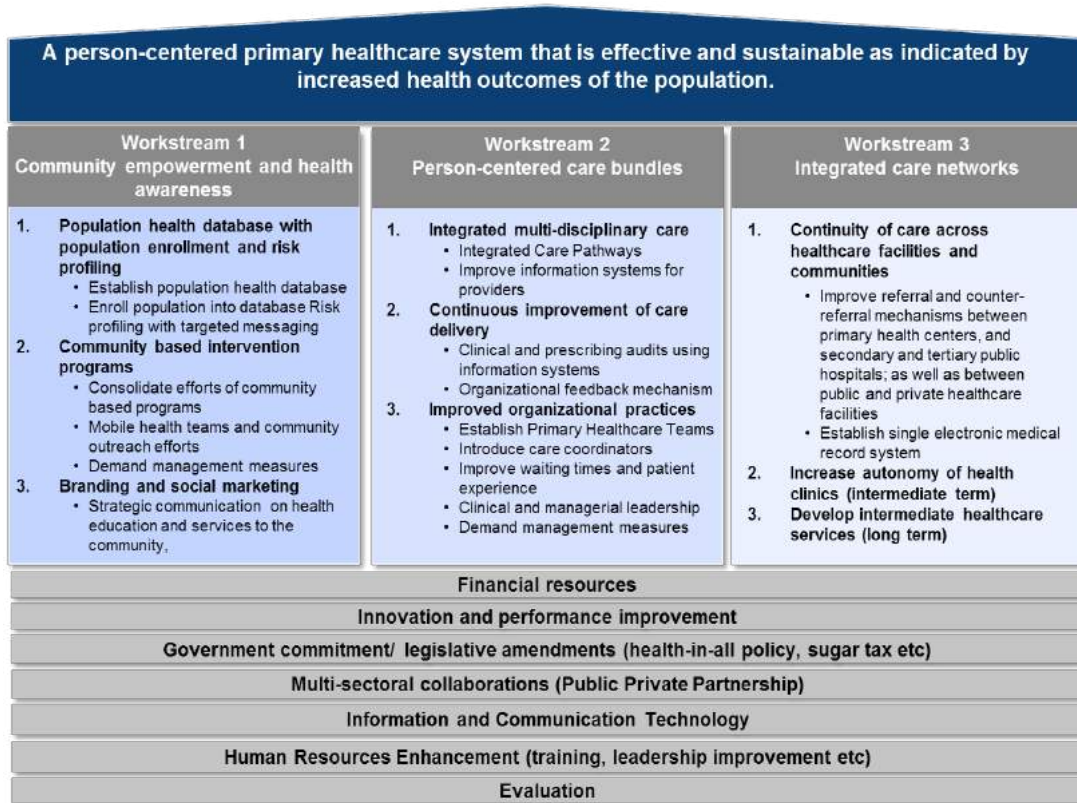 A person-centered primary healthcare system that is effective and sustainable as indicated by
increased health outcomes of the population.
Workstream 1
Community empowerment and health
awareness
1. Population health database with
population enrollment and risk
profiling
• Establish population health database
• Enroll population into database Risk
profiling with targeted messaging
2. Community based intervention
programs
• Consolidate efforts of community
based programs
• Mobile health teams and community
outreach efforts
• Demand management measures
3. Branding and social marketing
• Strategic communication on health
education and services to the
community,
Workstream 2
Person-centered care bundles
1. Integrated multi-disciplinary care
• Integrated Care Pathways
• Improve information systems for
providers
2. Continuous improvement of care
delivery
• Clinical and prescribing audits using
information systems
• Organizational feedback mechanism
3. Improved organizational practices
• Establish Primary Healthcare Teams
• Introduce care coordinators
• Improve waiting times and patient
experience
• Clinical and managerial leadership
• Demand management measures
Workstream 3
Integrated care networks
1. Continuity of care across
healthcare facilities and
communities
• Improve referral and counter-
referral mechanisms between
primary health centers, and
secondary and tertiary public
hospitals; as well as between
public and private healthcare
facilities
• Establish single electronic medical
record system
2. Increase autonomy of health
clinics (intermediate term)
3. Develop intermediate healthcare
services (long term)
Financial resources
Innovation and performance improvement
Government commitment/ legislative amendments (health-in-all policy, sugar tax etc)
Multi-sectoral collaborations (Public Private Partnership)
Information and Communication Technology
Human Resources Enhancement (training, leadership improvement etc)
Evaluation